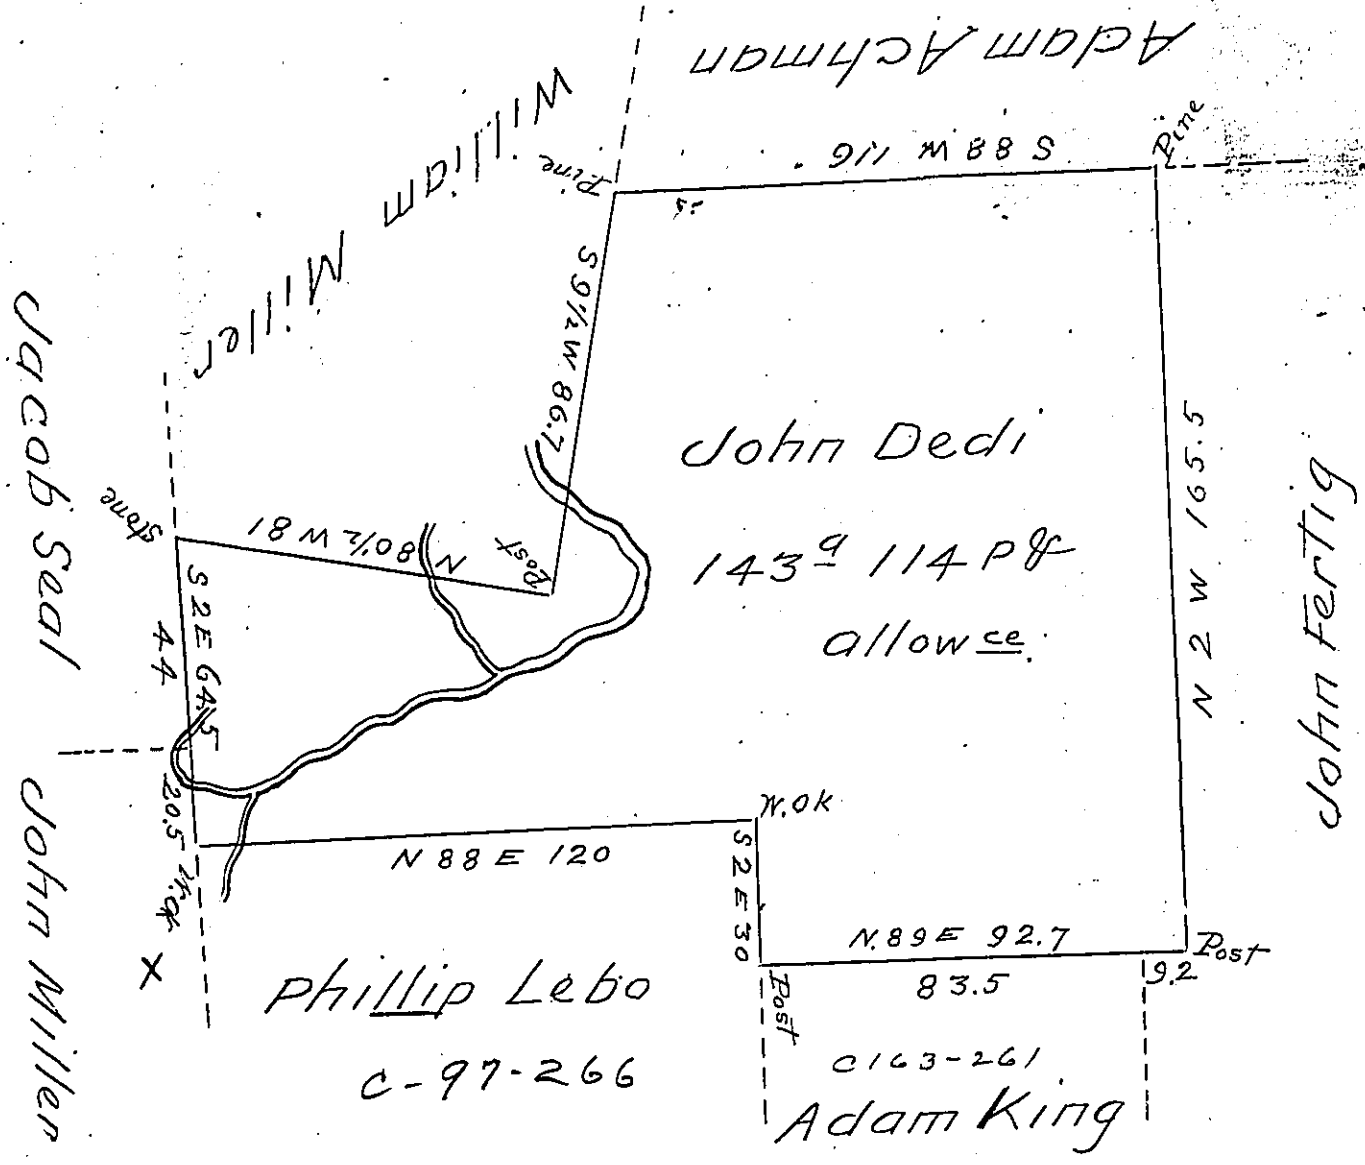 Adam Achman
William Miller
S 88 W 116
Pine
Pine
S 9½ W 86.7
Jacob Seal
John Dedi
143a 114 P &
allowce.
N 2 W 165.5
John Fertig
Stone
N 80½ W 81
Post
S 2 E 64.5
44
20.5
W.Ok
X
John Miller
N 88 E 120
W.Ok
S 2 E 30
N. 89 E 92.7
Post
83.5
9.2
Post
Phillip Lebo
C-97-266
C163-261
Adam King